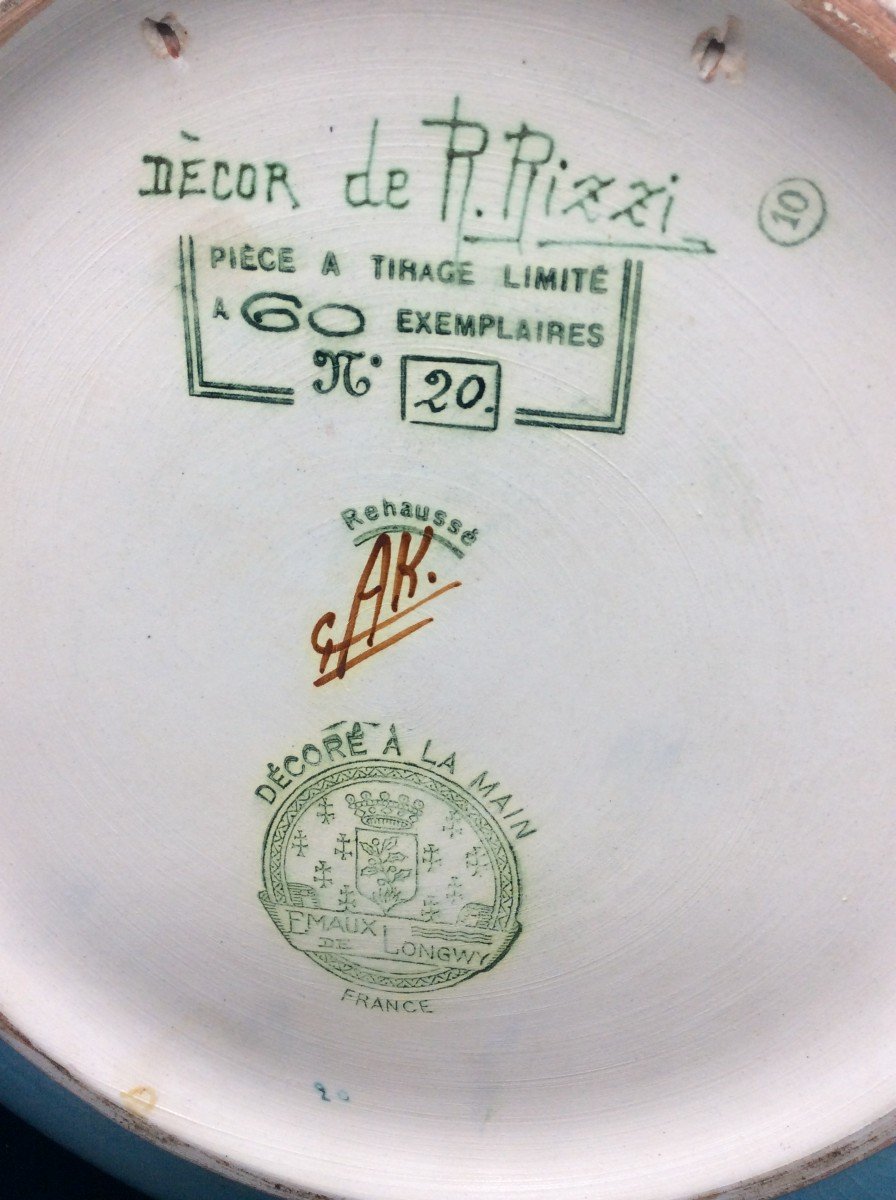 DÈCOR de R. Rizzi
10
PIÈCE A TIRAGE LIMITÉ
A 60 EXEMPLAIRES
N° 20.
Rehaussé
AK.
DÉCORÉ À LA MAIN
EMAUX
DE LONGWY
FRANCE
20